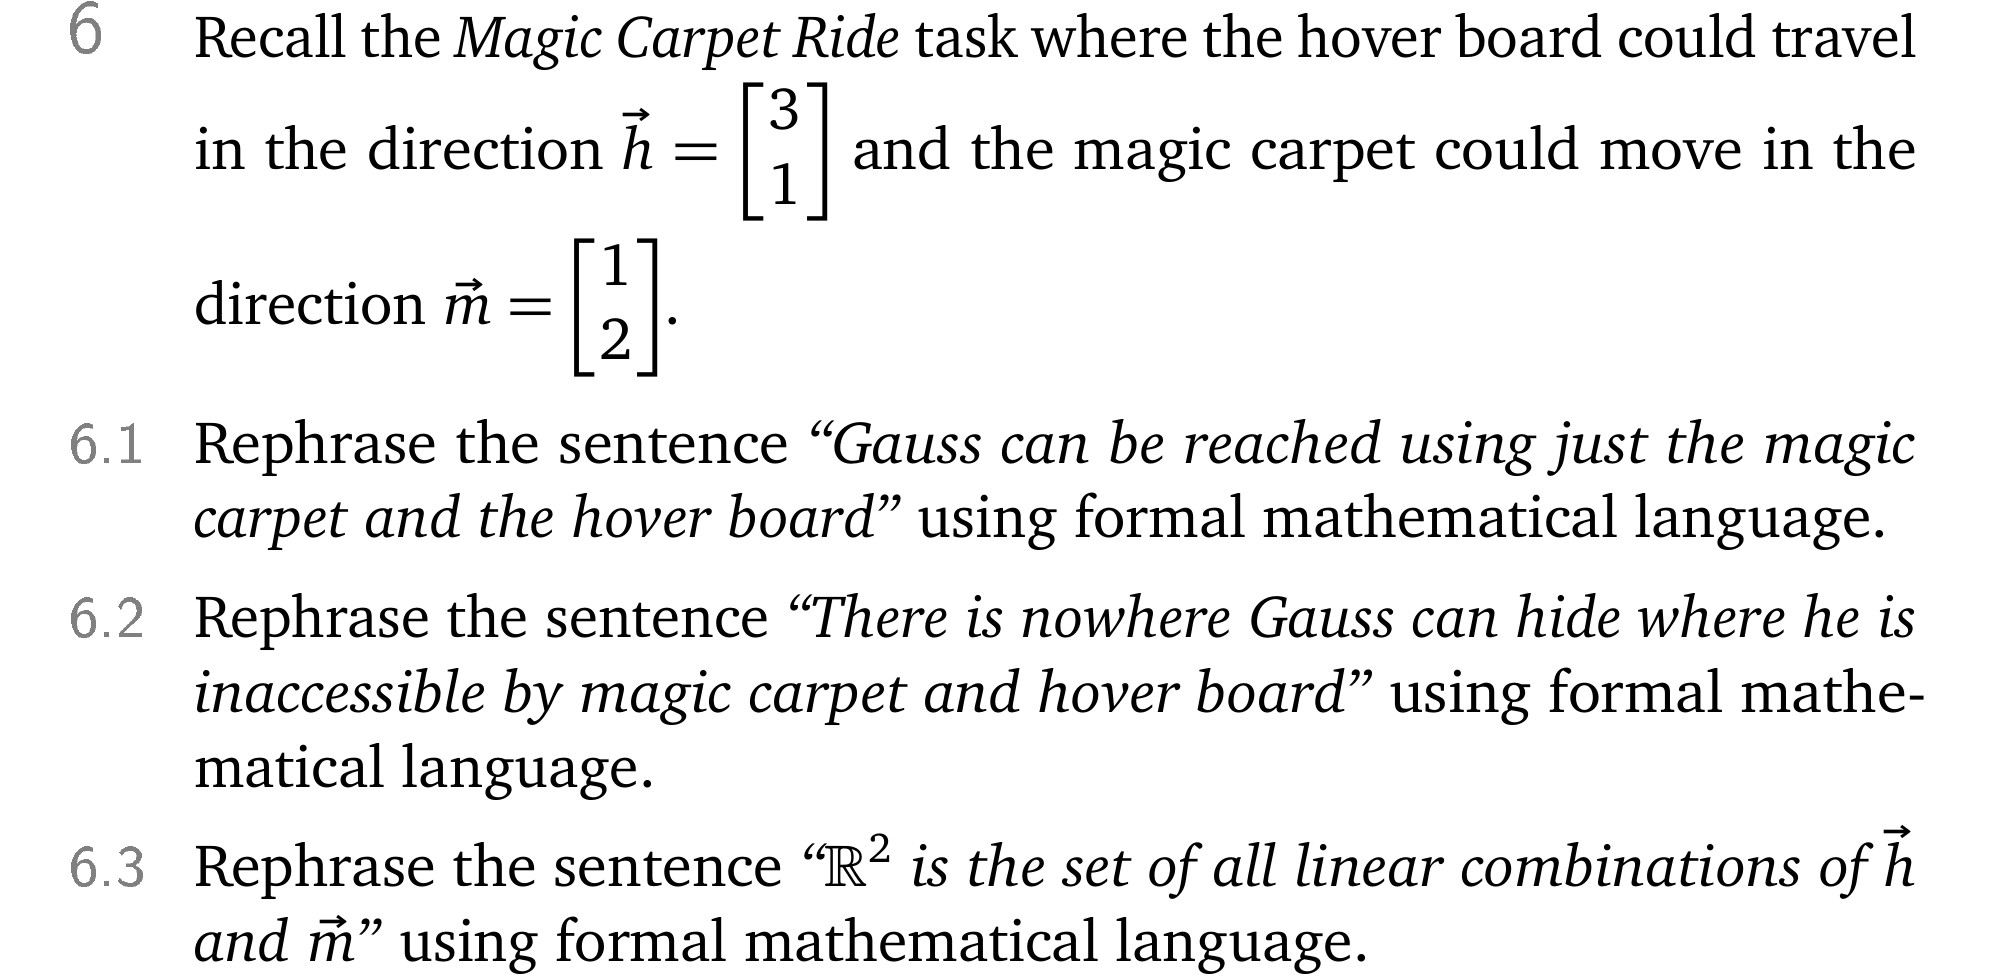 6 Recall the Magic Carpet Ride task where the hover board could travel
in the direction $\vec{h} = \begin{bmatrix} 3 \\ 1 \end{bmatrix}$ and the magic carpet could move in the
direction $\vec{m} = \begin{bmatrix} 1 \\ 2 \end{bmatrix}$.
6.1 Rephrase the sentence “Gauss can be reached using just the magic
carpet and the hover board” using formal mathematical language.
6.2 Rephrase the sentence “There is nowhere Gauss can hide where he is
inaccessible by magic carpet and hover board” using formal mathe-
matical language.
6.3 Rephrase the sentence “$\mathbb{R}^2$ is the set of all linear combinations of $\vec{h}$
and $\vec{m}$” using formal mathematical language.